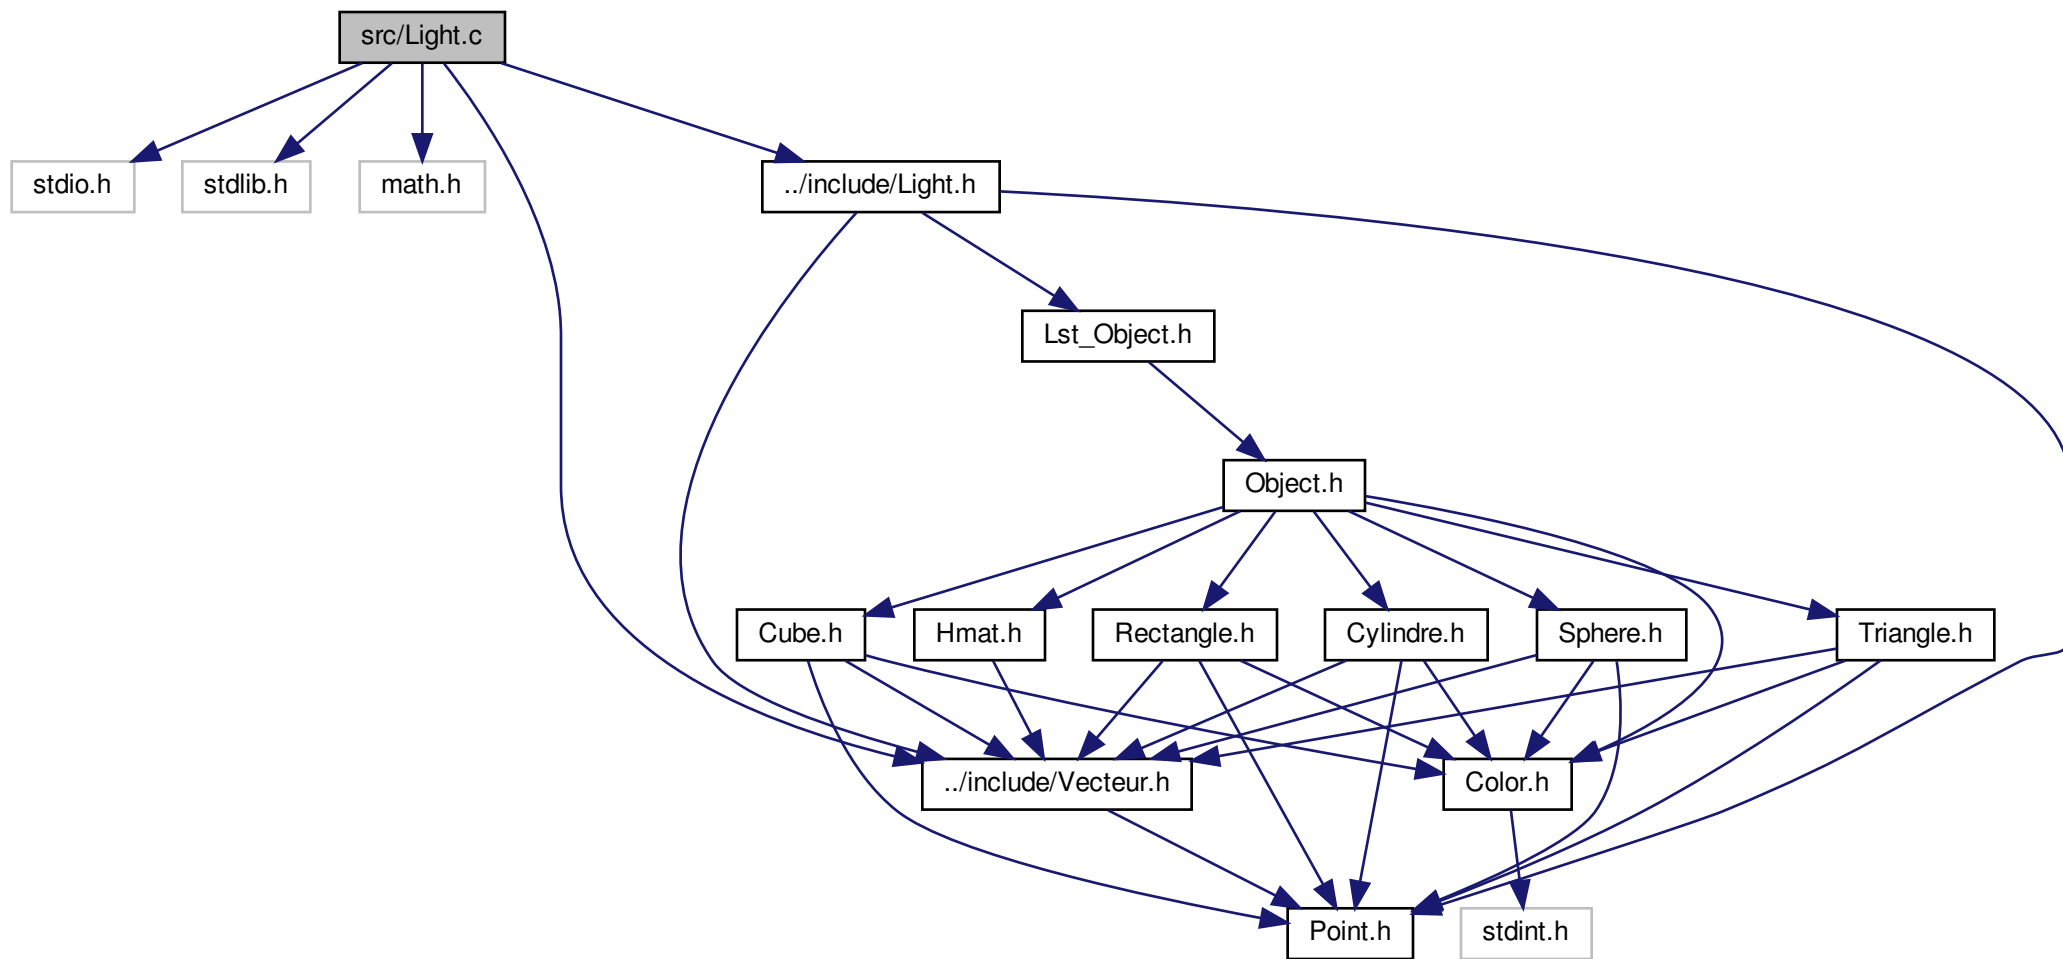 src/Light.c
stdio.h
stdlib.h
math.h
../include/Light.h
Lst_Object.h
Object.h
Cube.h
Hmat.h
Rectangle.h
Cylindre.h
Sphere.h
Triangle.h
../include/Vecteur.h
Color.h
Point.h
stdint.h